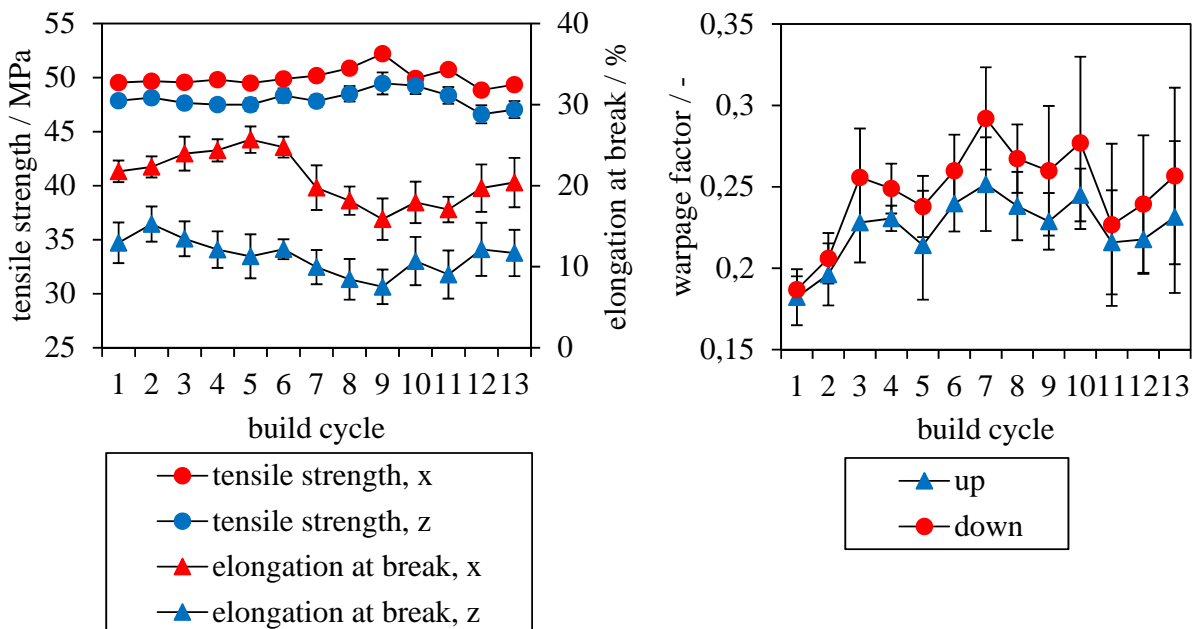 tensile strength / MPa
55
50
45
40
35
30
25
40
30
20
10
0
elongation at break / %
1 2 3 4 5 6 7 8 9 10 11 12 13
build cycle
tensile strength, x
tensile strength, z
elongation at break, x
elongation at break, z
warpage factor / -
0,35
0,3
0,25
0,2
0,15
1 2 3 4 5 6 7 8 9 10 11 12 13
build cycle
up
down